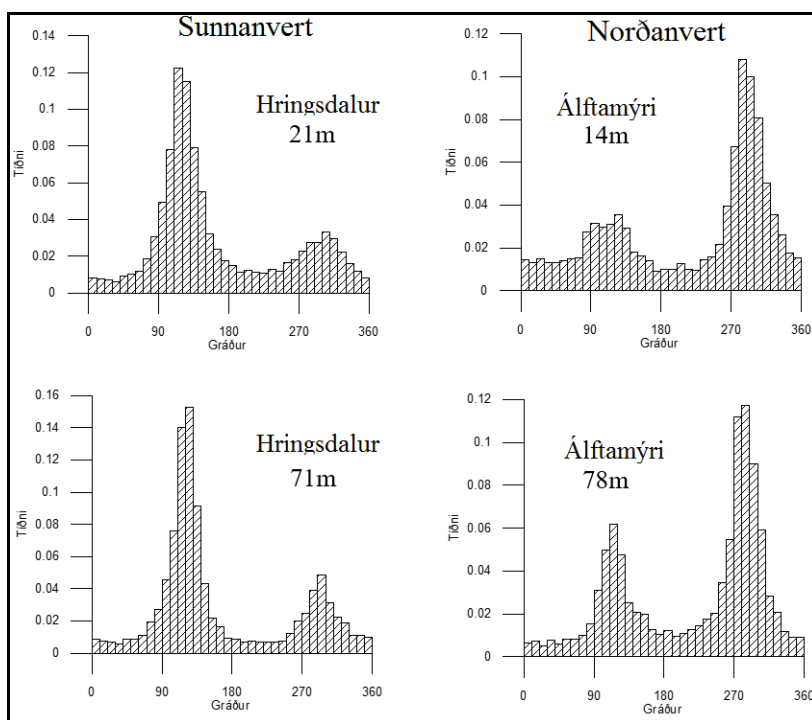 Sunnanvert
Norðanvert
0.14
0.12
0.1
0.08
0.06
0.04
0.02
0
Tíðni
Hringsdalur
21m
0
90
180
270
360
Gráður
0.12
0.1
0.08
0.06
0.04
0.02
0
Tíðni
Álftamýri
14m
0
90
180
270
360
Gráður
0.16
0.14
0.12
0.1
0.08
0.06
0.04
0.02
0
Tíðni
Hringsdalur
71m
0
90
180
270
360
Gráður
0.12
0.1
0.08
0.06
0.04
0.02
0
Tíðni
Álftamýri
78m
0
90
180
270
360
Gráður